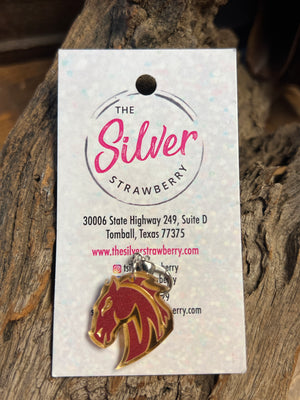 THE
Silver
STRAWBERRY
30006 State Highway 249, Suite D
Tomball, Texas 77375
www.thesilverstrawberry.com